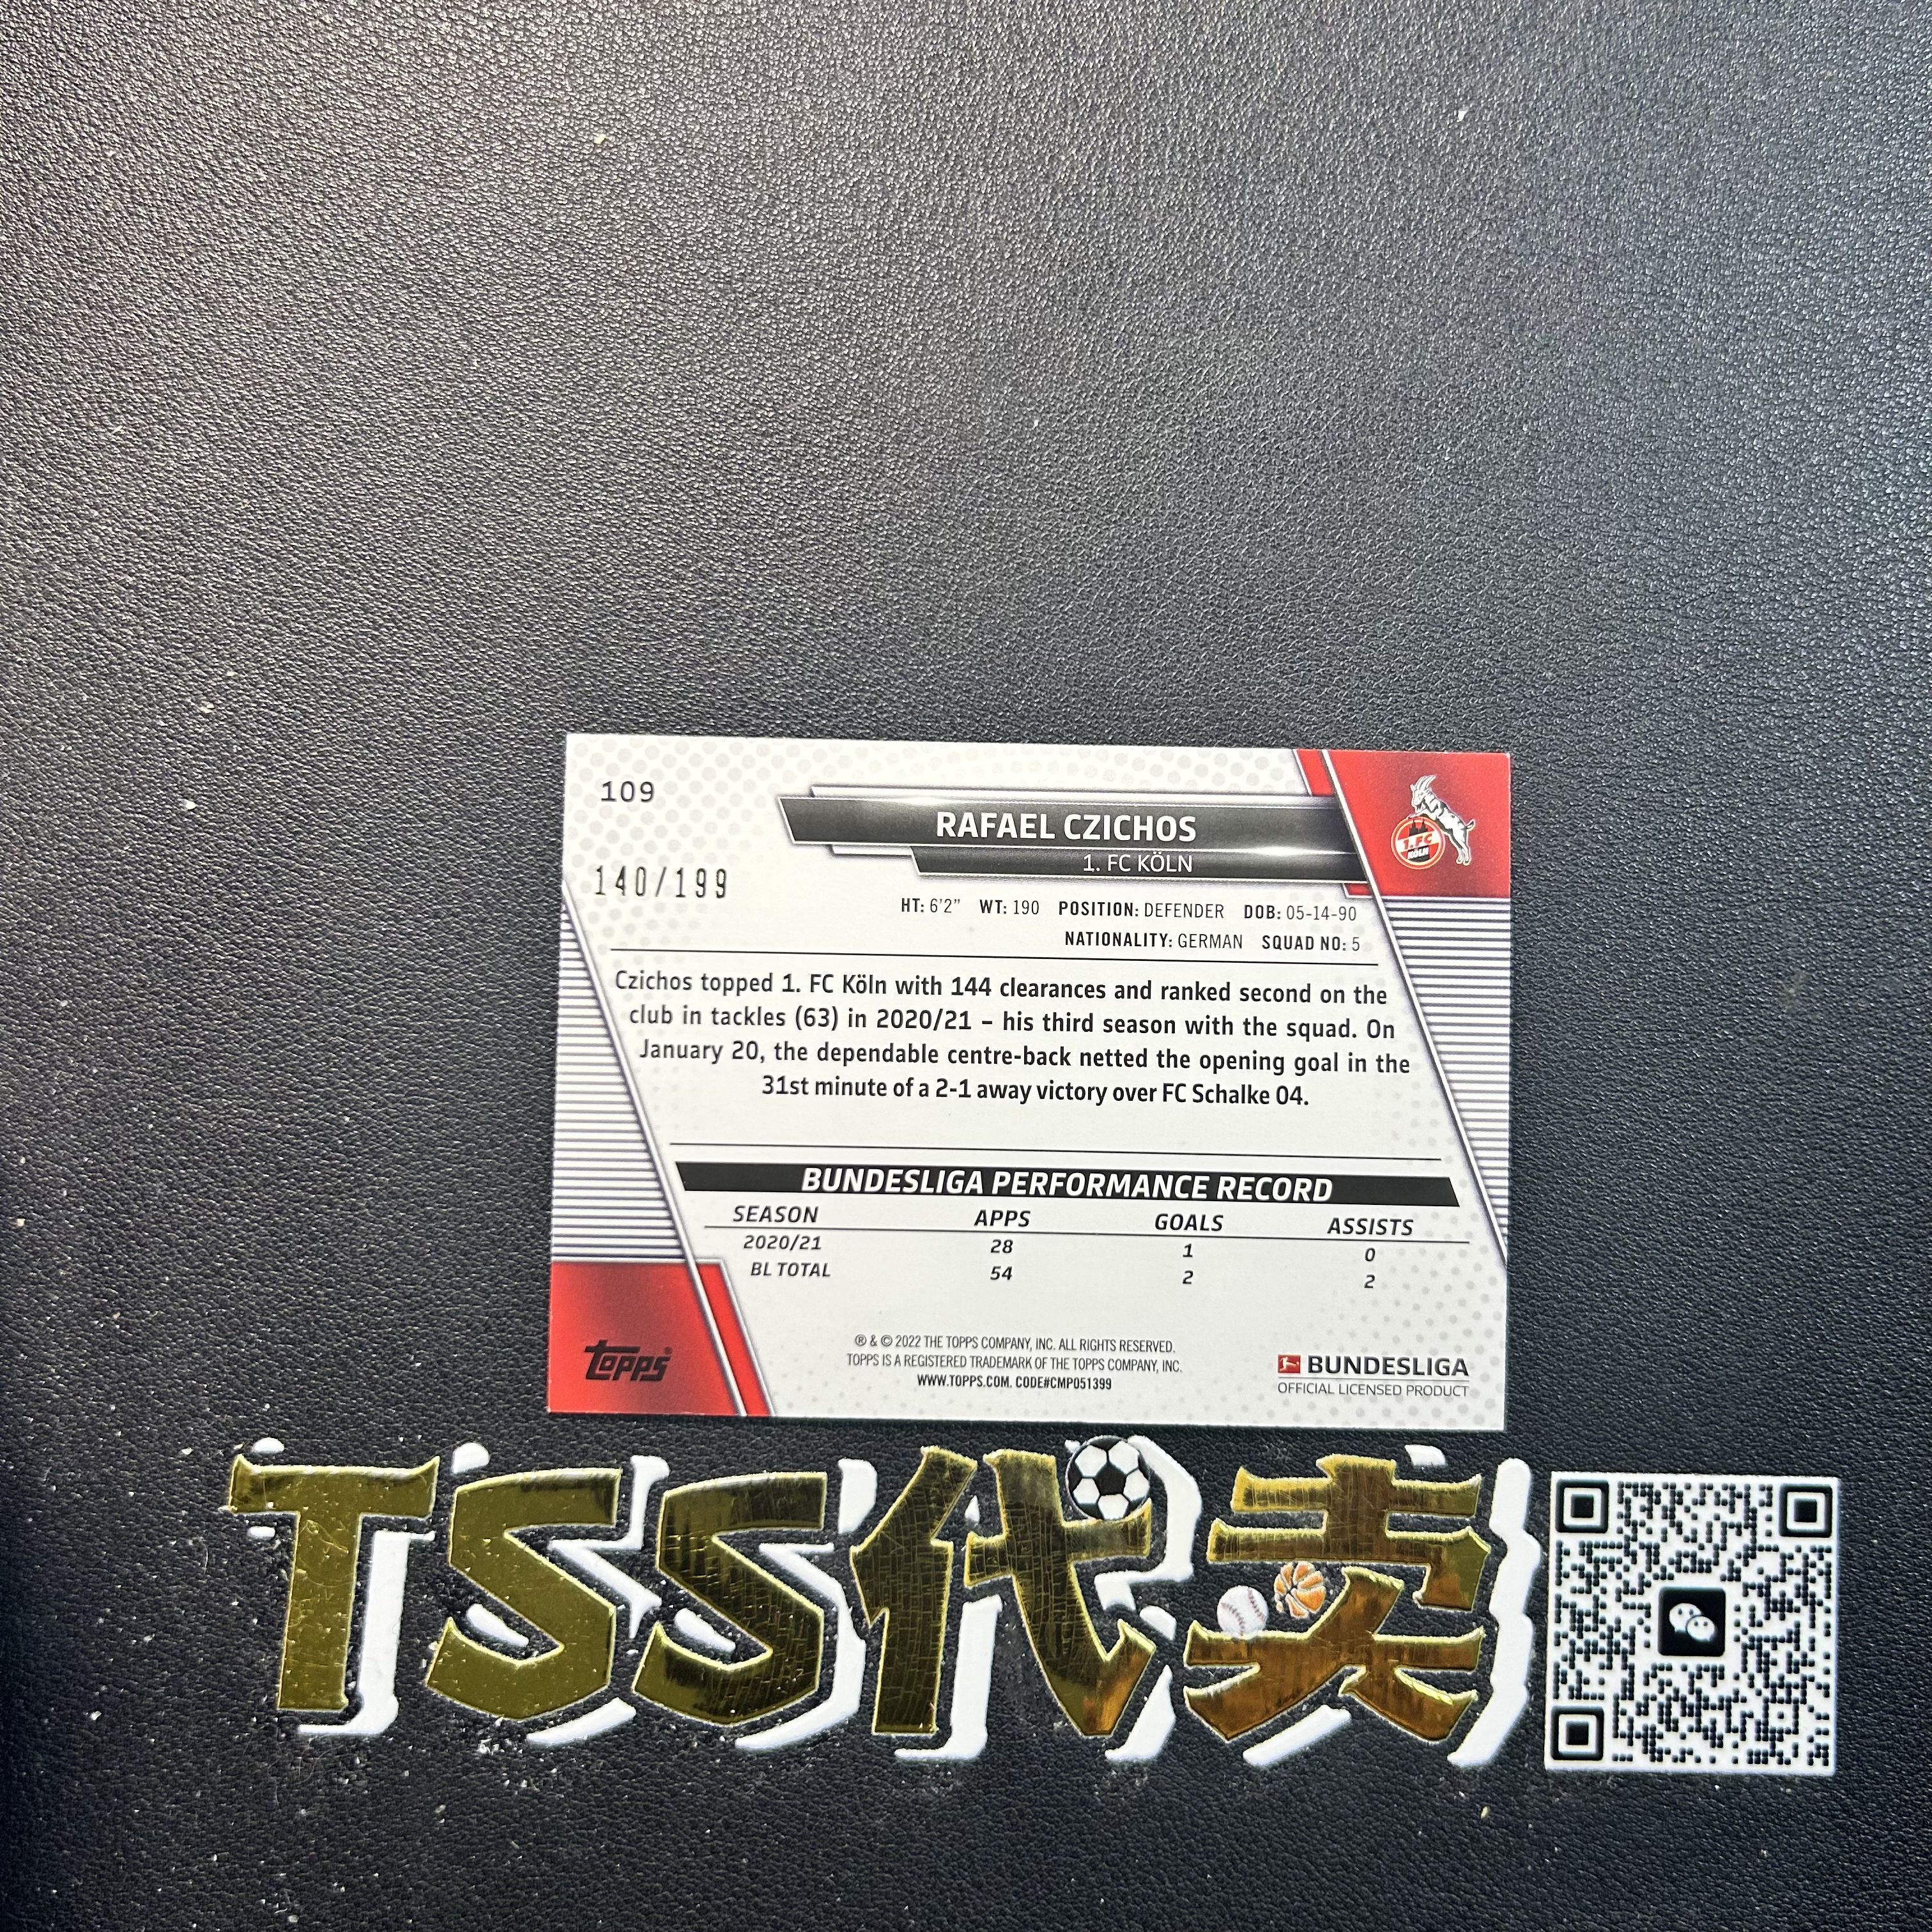 109
RAFAEL CZICHOS
1. FC KÖLN
1. FC
KÖLN
140/199
HT: 6'2" WT: 190 POSITION: DEFENDER DOB: 05-14-90
NATIONALITY: GERMAN SQUAD NO: 5
Czichos topped 1. FC Köln with 144 clearances and ranked second on the
club in tackles (63) in 2020/21 – his third season with the squad. On
January 20, the dependable centre-back netted the opening goal in the
31st minute of a 2-1 away victory over FC Schalke 04.
BUNDESLIGA PERFORMANCE RECORD
SEASON APPS GOALS ASSISTS
2020/21 28 1 0
BL TOTAL 54 2 2
® & © 2022 THE TOPPS COMPANY, INC. ALL RIGHTS RESERVED.
TOPPS IS A REGISTERED TRADEMARK OF THE TOPPS COMPANY, INC.
WWW.TOPPS.COM. CODE#CMP051399
topps®
BUNDESLIGA
OFFICIAL LICENSED PRODUCT
TSS代卖